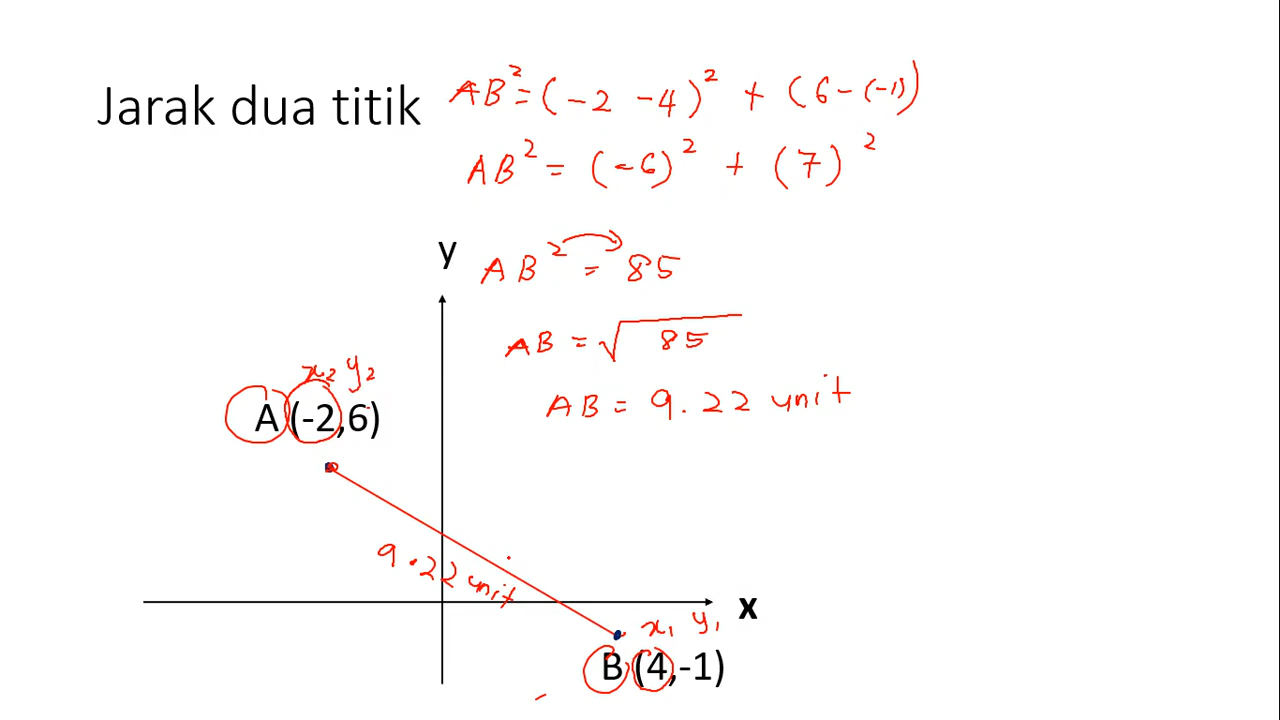 Jarak dua titik
AB² = (-2 -4)² + (6-(-1))
AB² = (-6)² + (7)²
y
AB² = 85
AB = √85
AB = 9.22 unit
x₂ y₂
A (-2,6)
9.22 unit
x
x₁ y₁
B (4,-1)